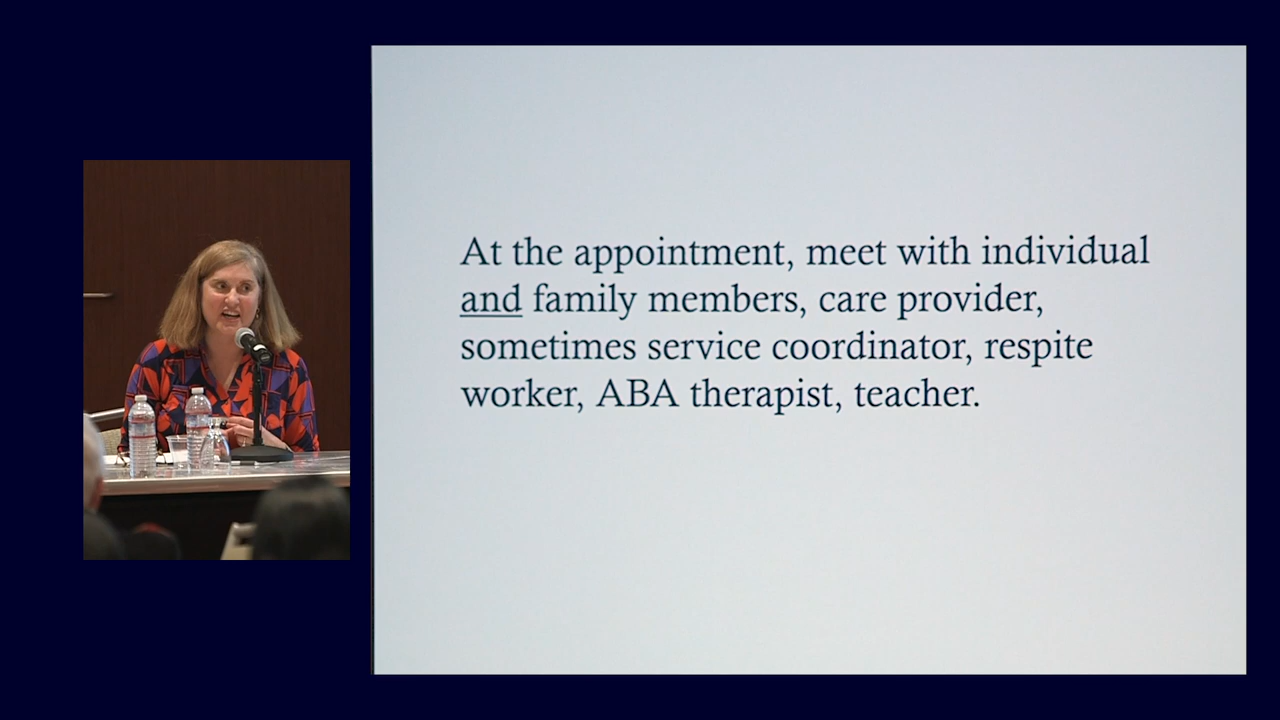 At the appointment, meet with individual
and family members, care provider,
sometimes service coordinator, respite
worker, ABA therapist, teacher.